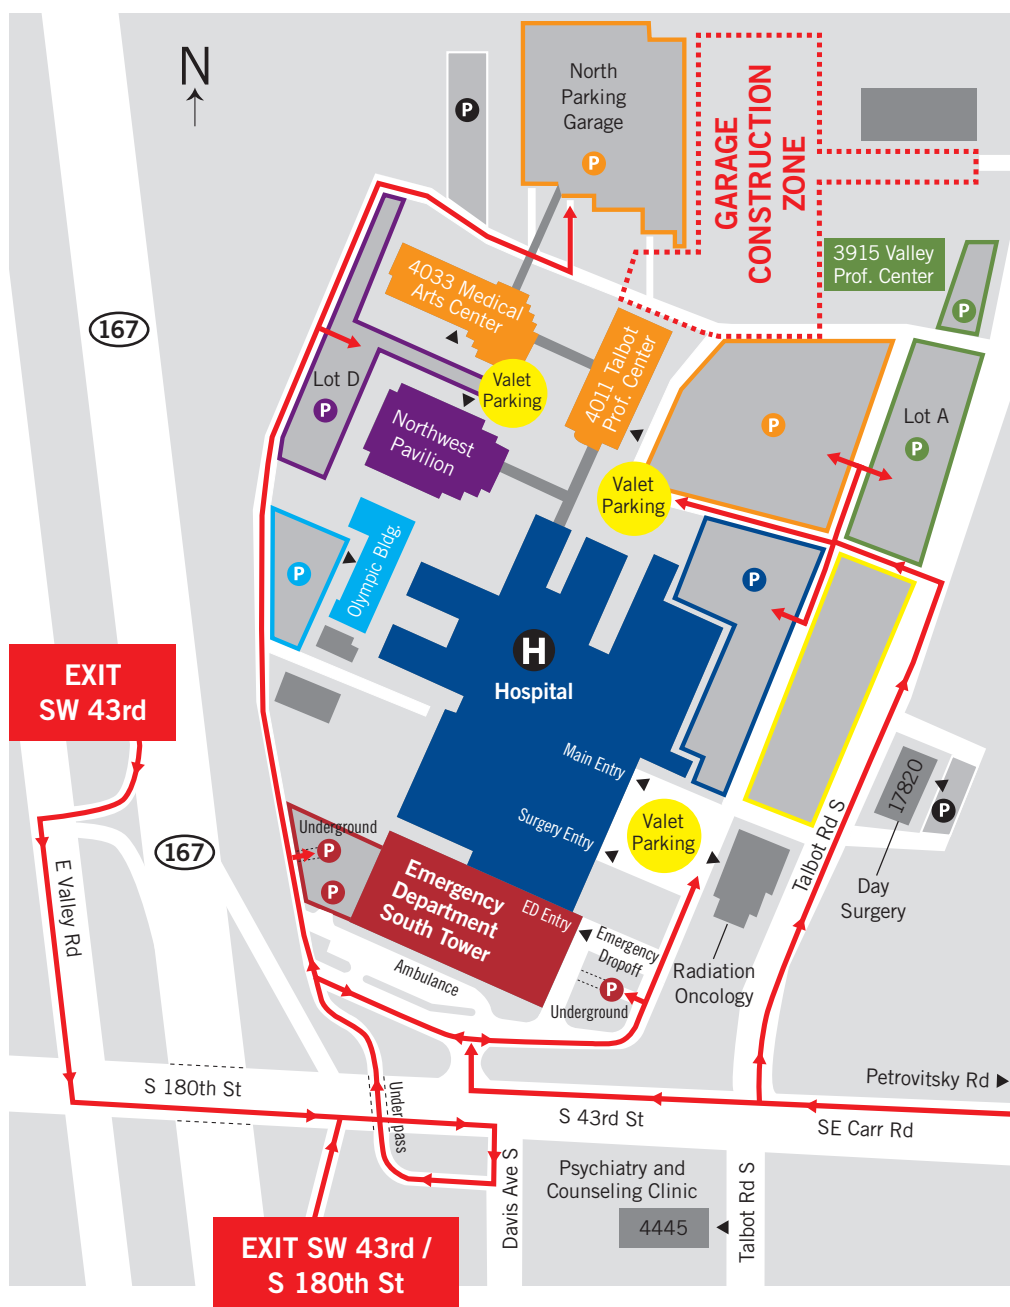 N
North
Parking
Garage
P
P
GARAGE
CONSTRUCTION
ZONE
3915 Valley
Prof. Center
P
167
4033 Medical
Arts Center
4011 Talbot
Prof. Center
Lot D
P
Valet
Parking
Northwest
Pavilion
Lot A
P
P
Valet
Parking
Olympic Bldg.
P
P
H
Hospital
EXIT
SW 43rd
Main Entry
Surgery Entry
Valet
Parking
17820
P
Day
Surgery
Talbot Rd S
167
E Valley Rd
Underground
P
P
Emergency
Department
South Tower
ED Entry
Emergency
Dropoff
P
Underground
Ambulance
Radiation
Oncology
Petrovitsky Rd
S 180th St
Underpass
S 43rd St
SE Carr Rd
Davis Ave S
Psychiatry and
Counseling Clinic
4445
Talbot Rd S
EXIT SW 43rd /
S 180th St